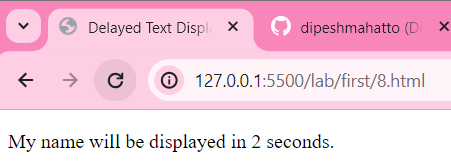 Delayed Text Displa
dipeshmahatto (Di
127.0.0.1:5500/lab/first/8.html
My name will be displayed in 2 seconds.